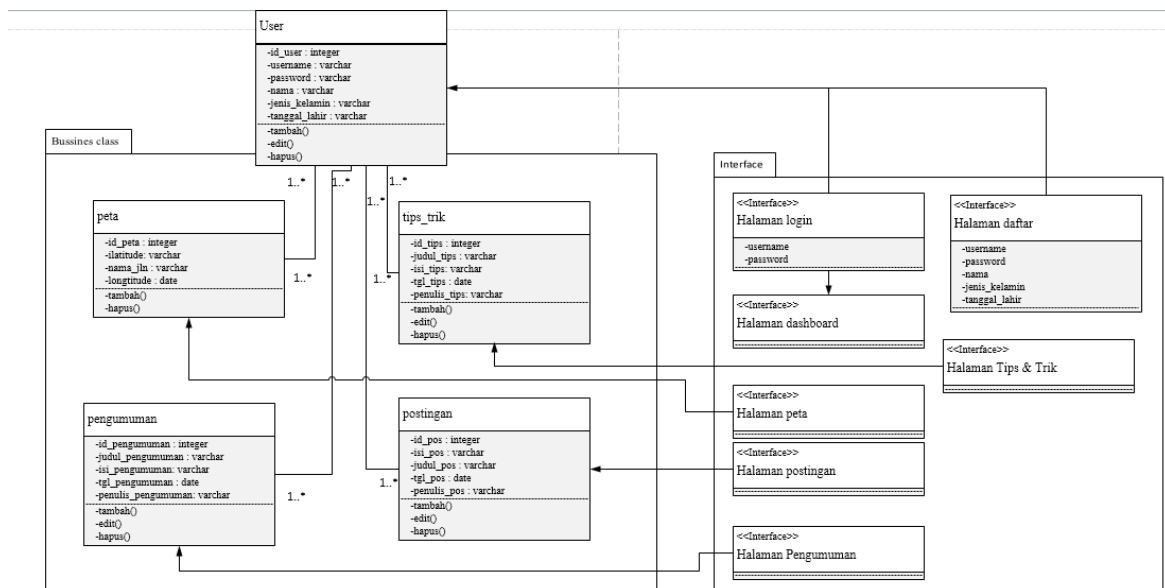 User
-id_user : integer
-username : varchar
-password : varchar
-nama : varchar
-jenis_kelamin : varchar
-tanggal_lahir : varchar
-tambah()
-edit()
-hapus()
Bussines class
1..*
1..*
1..*
1..*
peta
-id_peta : integer
-ilatitude: varchar
-nama_jln : varchar
-longtitude : date
-tambah()
-hapus()
1..*
tips_trik
-id_tips : integer
-judul_tips : varchar
-isi_tips: varchar
-tgl_tips : date
-penulis_tips: varchar
-tambah()
-edit()
-hapus()
1..*
pengumuman
-id_pengumuman : integer
-judul_pengumuman : varchar
-isi_pengumuman: varchar
-tgl_pengumuman : date
-penulis_pengumuman: varchar
-tambah()
-edit()
-hapus()
1..*
postingan
-id_pos : integer
-isi_pos : varchar
-judul_pos : varchar
-tgl_pos : date
-penulis_pos : varchar
-tambah()
-edit()
-hapus()
1..*
Interface
<<Interface>>
Halaman login
-username
-password
<<Interface>>
Halaman daftar
-username
-password
-nama
-jenis_kelamin
-tanggal_lahir
<<Interface>>
Halaman dashboard
<<Interface>>
Halaman Tips & Trik
<<Interface>>
Halaman peta
<<Interface>>
Halaman postingan
<<Interface>>
Halaman Pengumuman